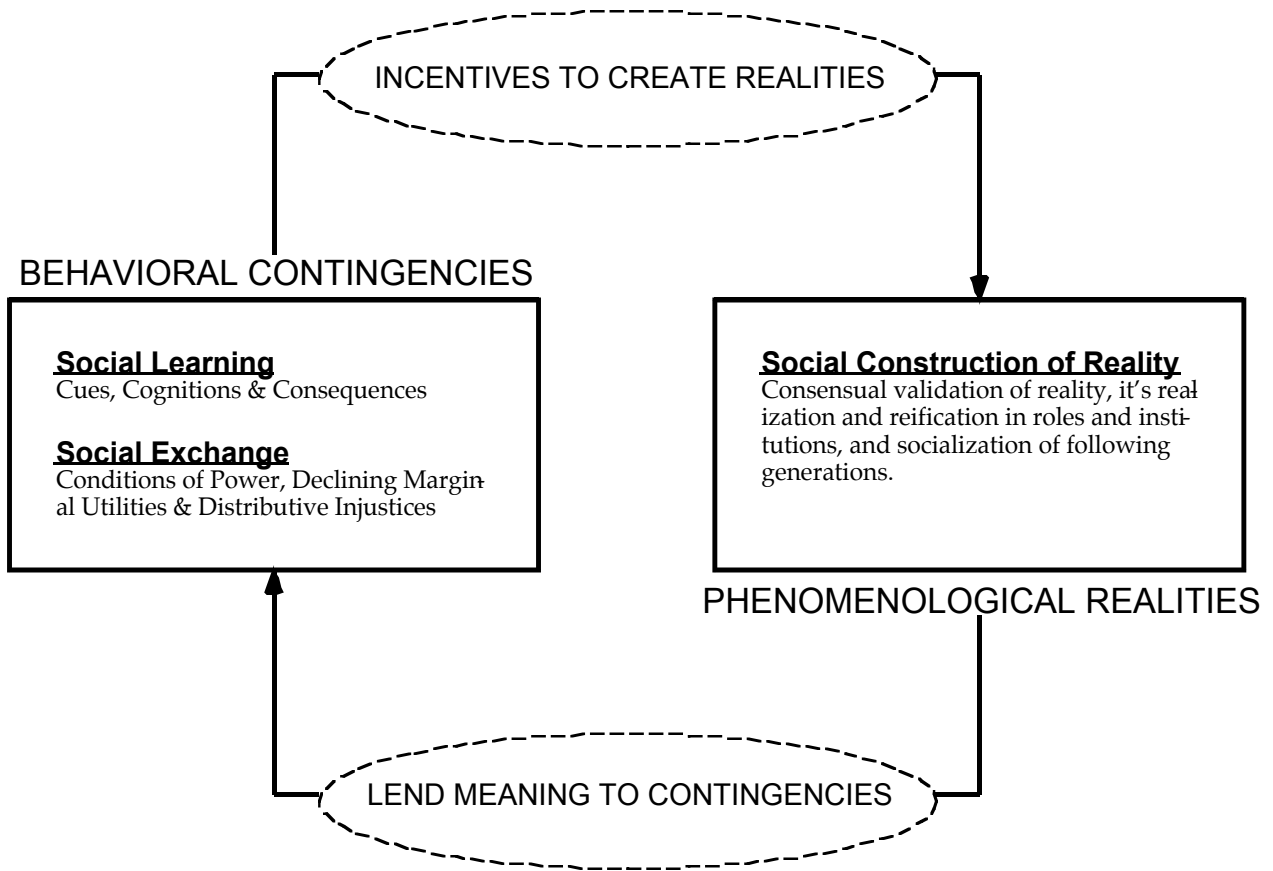 INCENTIVES TO CREATE REALITIES
BEHAVIORAL CONTINGENCIES
Social Learning
Cues, Cognitions & Consequences
Social Exchange
Conditions of Power, Declining Margin-
al Utilities & Distributive Injustices
Social Construction of Reality
Consensual validation of reality, it's real-
ization and reification in roles and insti-
tutions, and socialization of following
generations.
PHENOMENOLOGICAL REALITIES
LEND MEANING TO CONTINGENCIES